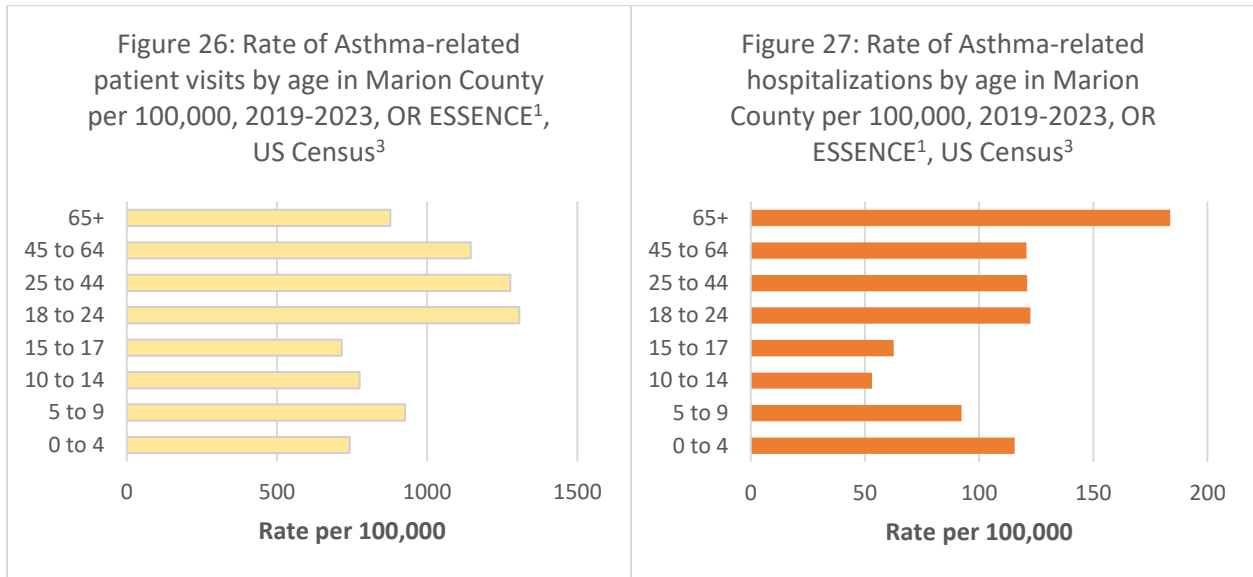 Figure 26: Rate of Asthma-related
patient visits by age in Marion County
per 100,000, 2019-2023, OR ESSENCE¹,
US Census³
65+
45 to 64
25 to 44
18 to 24
15 to 17
10 to 14
5 to 9
0 to 4
0 500 1000 1500
Rate per 100,000
Figure 27: Rate of Asthma-related
hospitalizations by age in Marion
County per 100,000, 2019-2023, OR
ESSENCE¹, US Census³
65+
45 to 64
25 to 44
18 to 24
15 to 17
10 to 14
5 to 9
0 to 4
0 50 100 150 200
Rate per 100,000